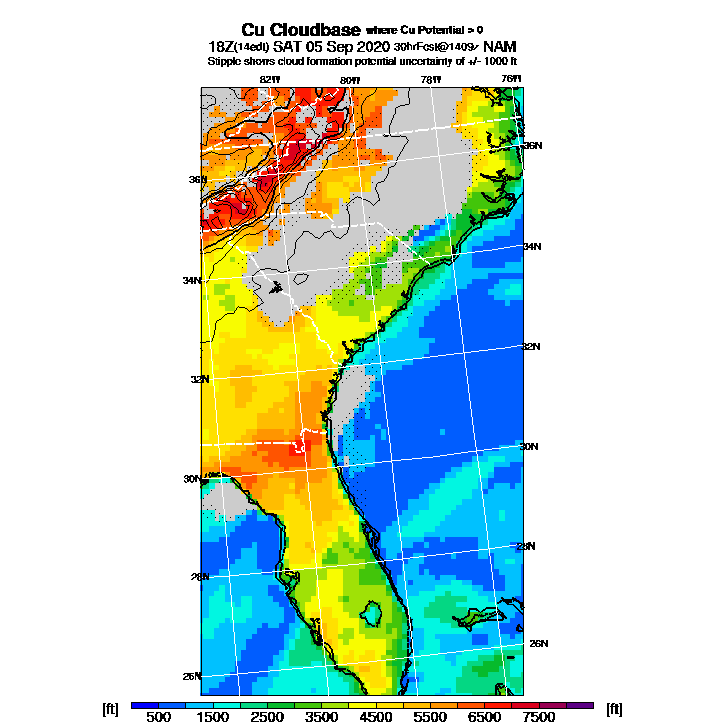 Cu Cloudbase where Cu Potential > 0
18Z(14edt) SAT 05 Sep 2020 30hrFcst@1409z NAM
Stipple shows cloud formation potential uncertainty of +/- 1000 ft
82W 80W 78W 76W
36N
36N
34N
34N
32N
32N
30N
30N
28N
28N
26N
26N
[ft] 500 1500 2500 3500 4500 5500 6500 7500 [ft]